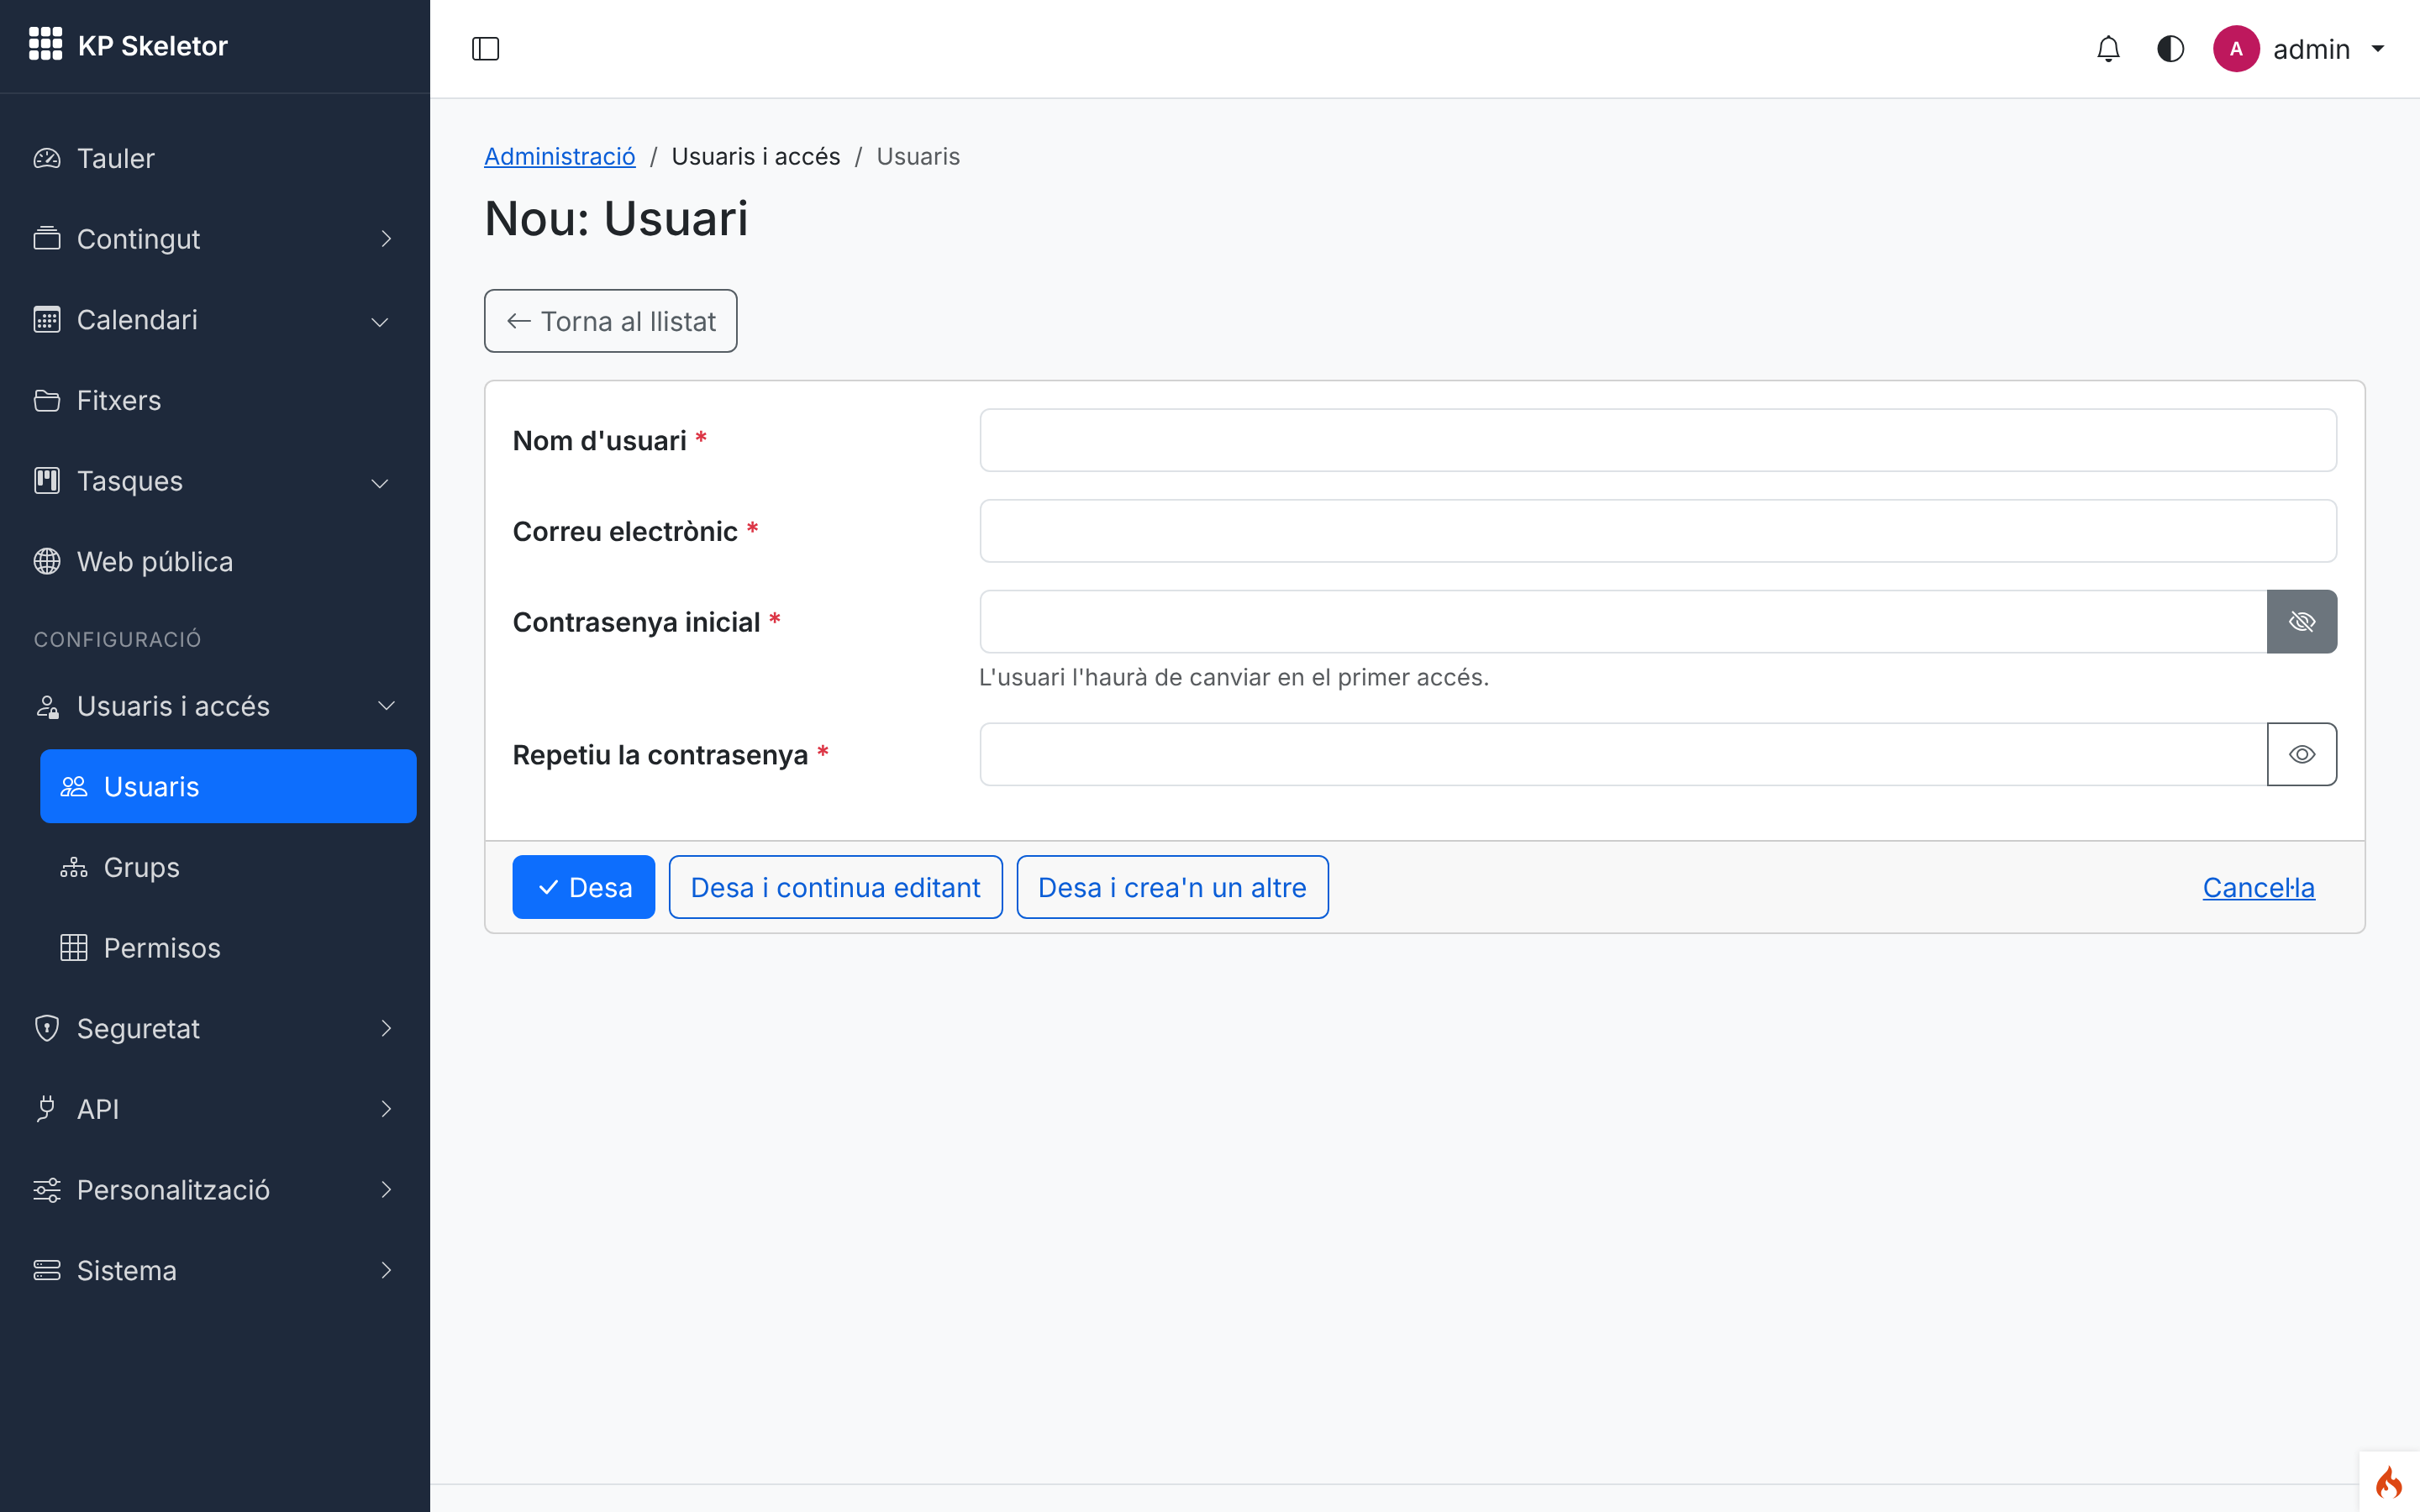 KP Skeletor
A admin
Tauler
Contingut
Calendari
Fitxers
Tasques
Web pública
CONFIGURACIÓ
Usuaris i accés
Usuaris
Grups
Permisos
Seguretat
API
Personalització
Sistema
Administració / Usuaris i accés / Usuaris
Nou: Usuari
Torna al llistat
Nom d'usuari *
Correu electrònic *
Contrasenya inicial *
L'usuari l'haurà de canviar en el primer accés.
Repetiu la contrasenya *
Desa Desa i continua editant Desa i crea'n un altre Cancel·la